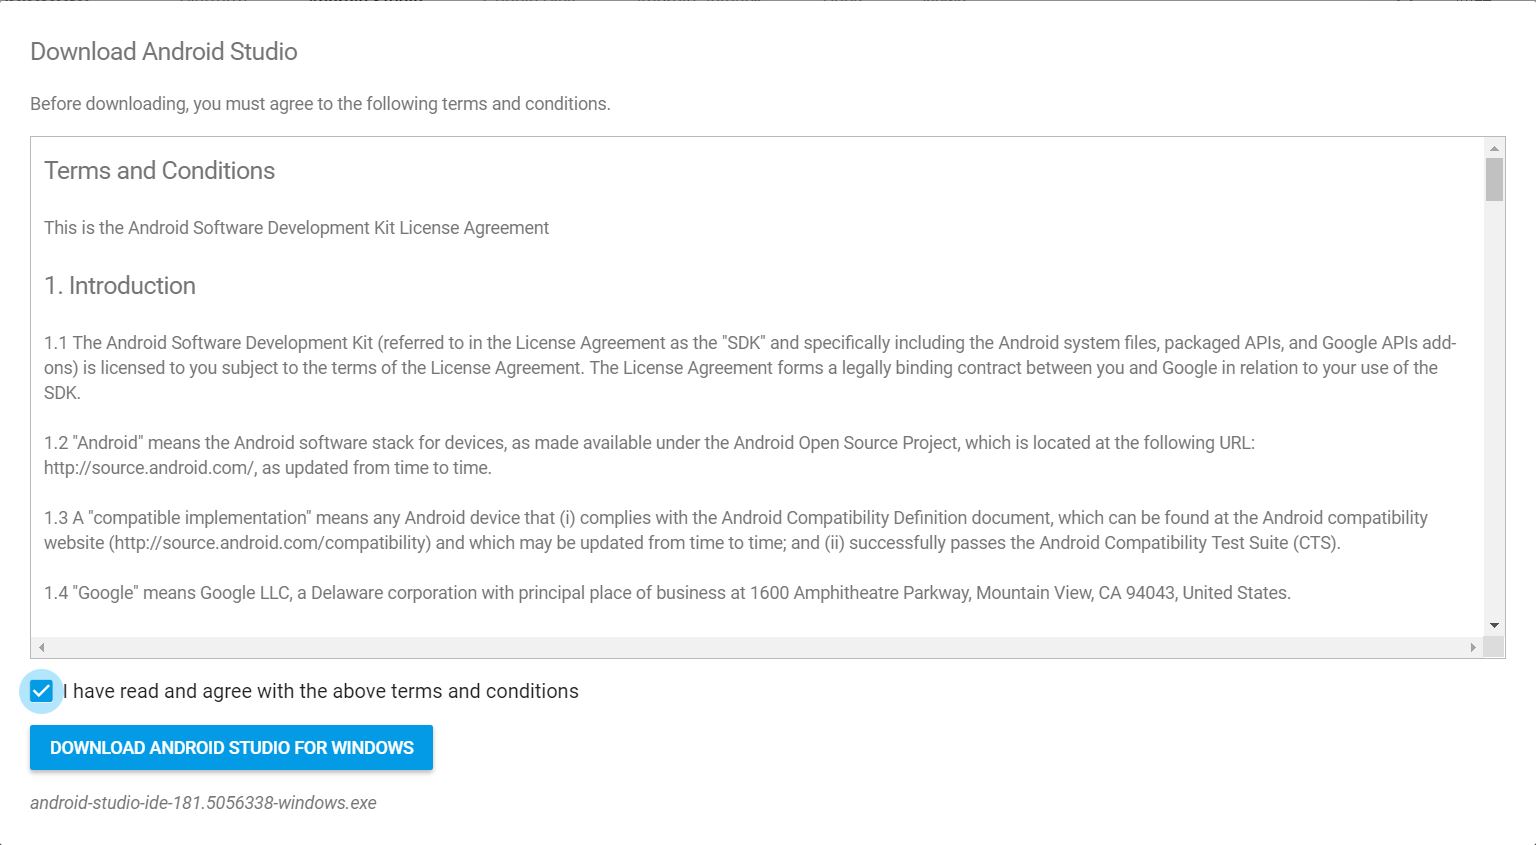 Download Android Studio
Before downloading, you must agree to the following terms and conditions.
Terms and Conditions
This is the Android Software Development Kit License Agreement
1. Introduction
1.1 The Android Software Development Kit (referred to in the License Agreement as the "SDK" and specifically including the Android system files, packaged APIs, and Google APIs add-
ons) is licensed to you subject to the terms of the License Agreement. The License Agreement forms a legally binding contract between you and Google in relation to your use of the
SDK.
1.2 "Android" means the Android software stack for devices, as made available under the Android Open Source Project, which is located at the following URL:
http://source.android.com/, as updated from time to time.
1.3 A "compatible implementation" means any Android device that (i) complies with the Android Compatibility Definition document, which can be found at the Android compatibility
website (http://source.android.com/compatibility) and which may be updated from time to time; and (ii) successfully passes the Android Compatibility Test Suite (CTS).
1.4 "Google" means Google LLC, a Delaware corporation with principal place of business at 1600 Amphitheatre Parkway, Mountain View, CA 94043, United States.
I have read and agree with the above terms and conditions
DOWNLOAD ANDROID STUDIO FOR WINDOWS
android-studio-ide-181.5056338-windows.exe